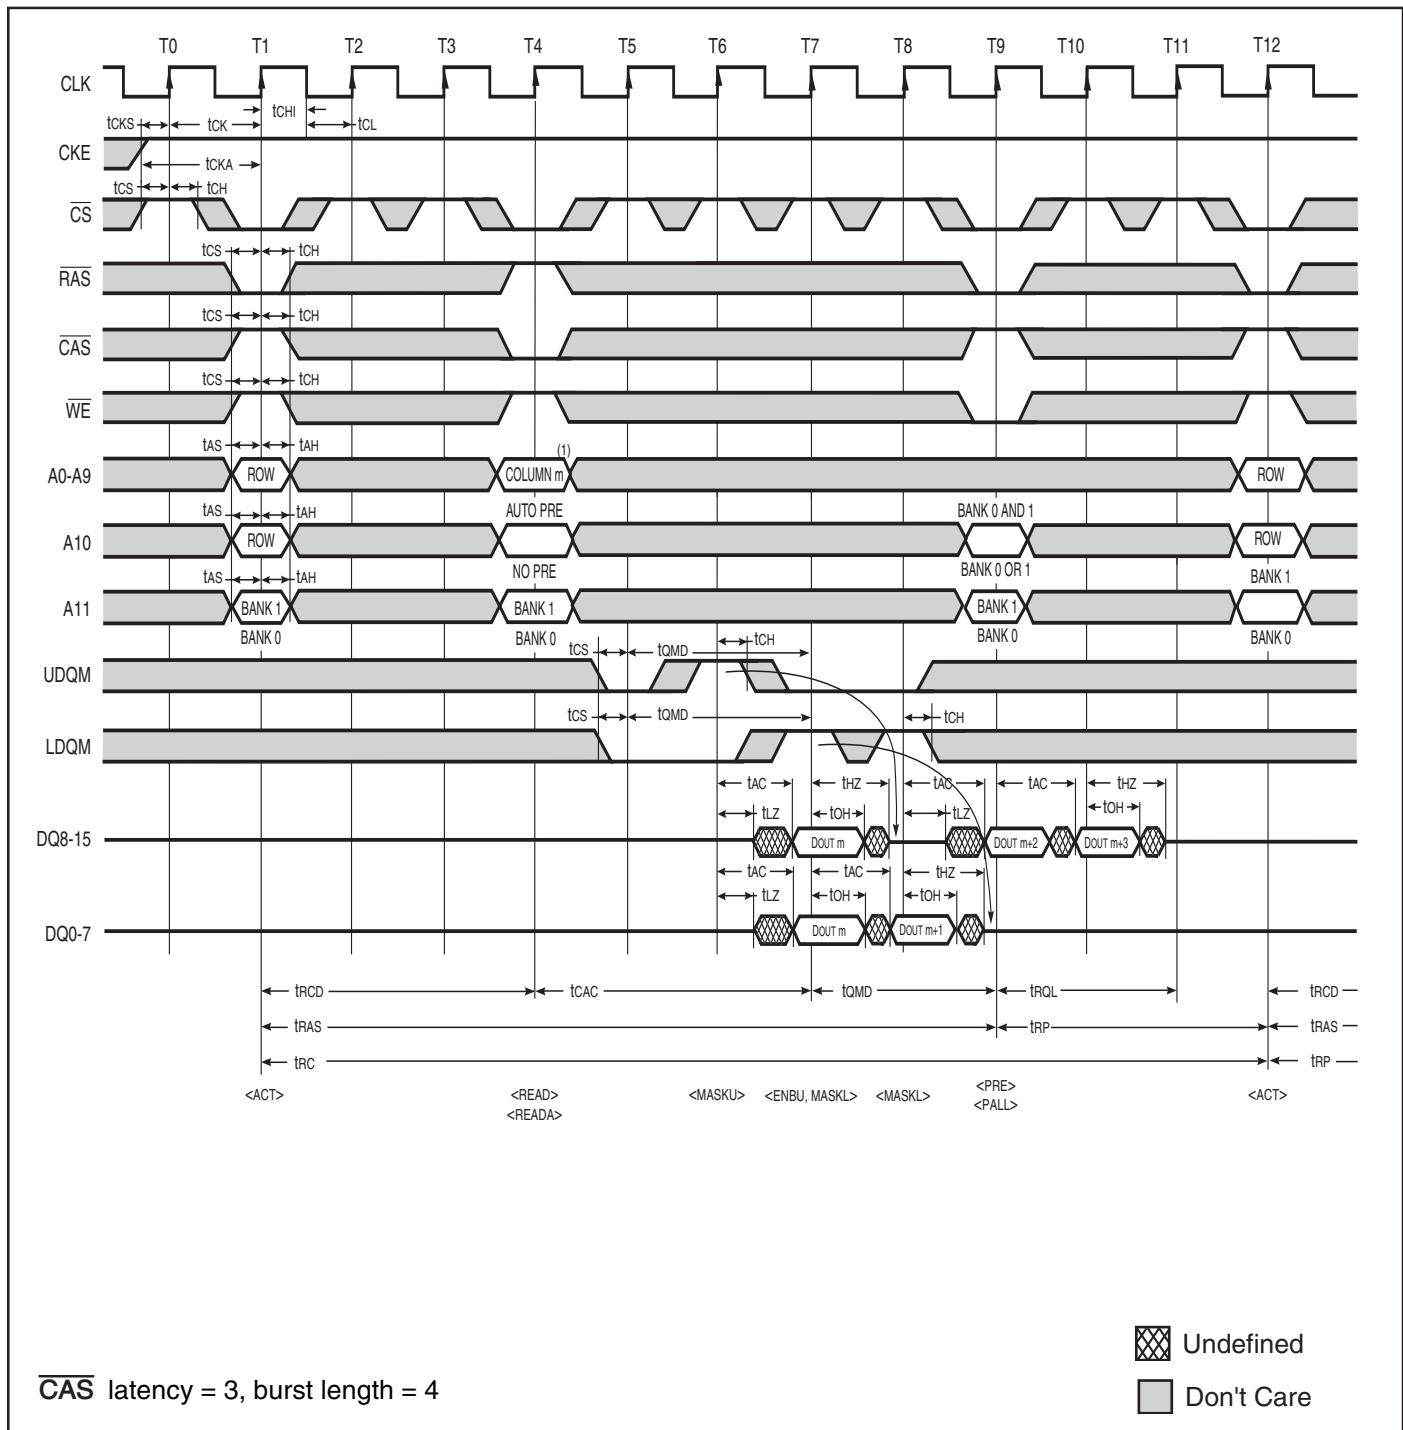 T0 T1 T2 T3 T4 T5 T6 T7 T8 T9 T10 T11 T12
CLK
tCHI
tCKS tCK tCL
CKE
tCKA
tCS tCH
CS
tCS tCH
RAS
tCS tCH
CAS
tCS tCH
WE
tAS tAH (1)
A0-A9 ROW COLUMN m ROW
tAS tAH AUTO PRE BANK 0 AND 1
A10 ROW ROW
NO PRE BANK 0 OR 1
tAS tAH BANK 1
A11 BANK 1 BANK 1 BANK 1
BANK 0 BANK 0 BANK 0 BANK 0
tCS tQMD tCH
UDQM
tCS tQMD tCH
LDQM
tAC tHZ tAC tAC tHZ
tLZ tOH tLZ tOH
DQ8-15 DOUT m DOUT m+2 DOUT m+3
tAC tAC tHZ
tLZ tOH tOH
DQ0-7 DOUT m DOUT m+1
tRCD tCAC tQMD tRQL tRCD
tRAS tRP tRAS
tRC tRP
<ACT> <READ> <MASKU> <ENBU, MASKL> <MASKL> <PRE> <ACT>
<READA> <PALL>
Undefined
CAS latency = 3, burst length = 4
Don't Care